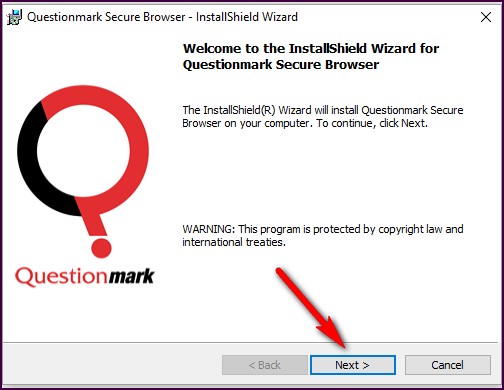 Questionmark Secure Browser - InstallShield Wizard
Welcome to the InstallShield Wizard for
Questionmark Secure Browser
The InstallShield(R) Wizard will install Questionmark Secure
Browser on your computer. To continue, click Next.
WARNING: This program is protected by copyright law and
international treaties.
Questionmark
< Back
Next >
Cancel